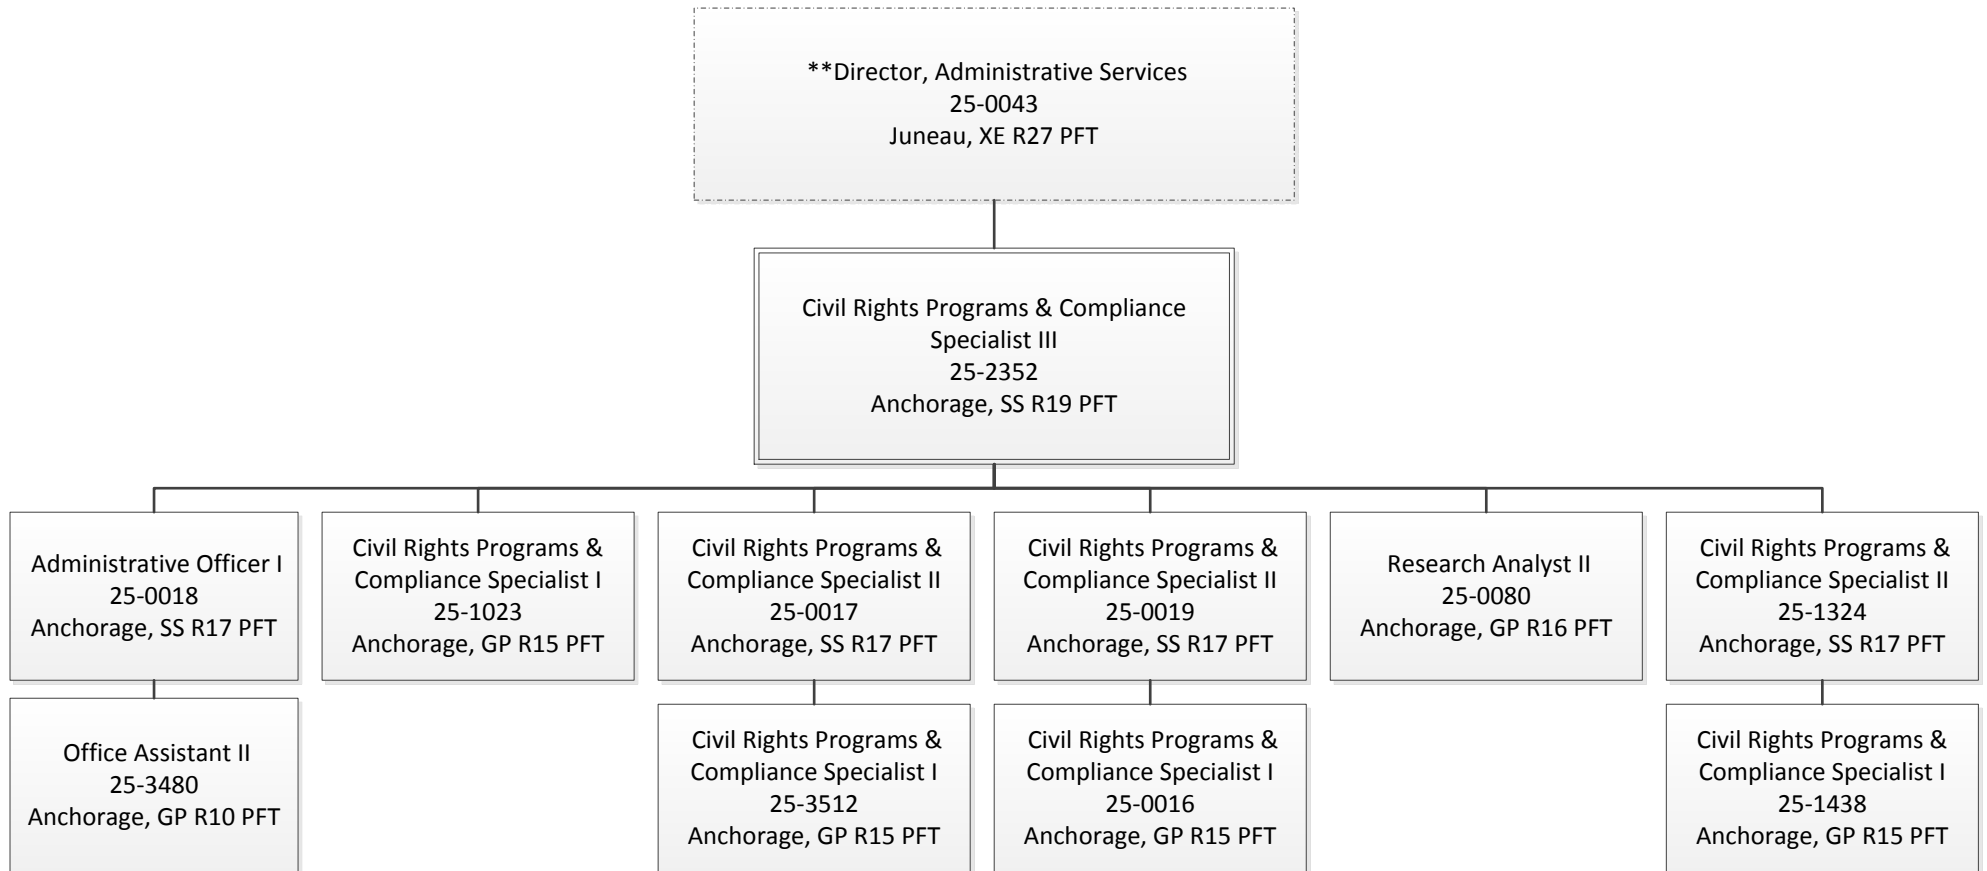 **Director, Administrative Services
25-0043
Juneau, XE R27 PFT
Civil Rights Programs & Compliance
Specialist III
25-2352
Anchorage, SS R19 PFT
Administrative Officer I
25-0018
Anchorage, SS R17 PFT
Civil Rights Programs &
Compliance Specialist I
25-1023
Anchorage, GP R15 PFT
Civil Rights Programs &
Compliance Specialist II
25-0017
Anchorage, SS R17 PFT
Civil Rights Programs &
Compliance Specialist II
25-0019
Anchorage, SS R17 PFT
Research Analyst II
25-0080
Anchorage, GP R16 PFT
Civil Rights Programs &
Compliance Specialist II
25-1324
Anchorage, SS R17 PFT
Office Assistant II
25-3480
Anchorage, GP R10 PFT
Civil Rights Programs &
Compliance Specialist I
25-3512
Anchorage, GP R15 PFT
Civil Rights Programs &
Compliance Specialist I
25-0016
Anchorage, GP R15 PFT
Civil Rights Programs &
Compliance Specialist I
25-1438
Anchorage, GP R15 PFT